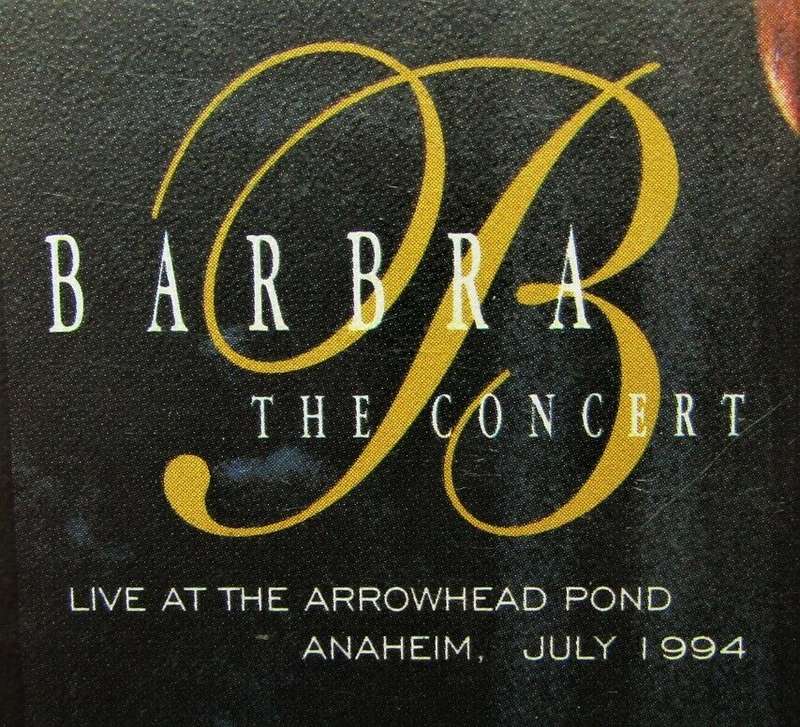 B
BARBRA
THE CONCERT
LIVE AT THE ARROWHEAD POND
ANAHEIM, JULY 1994